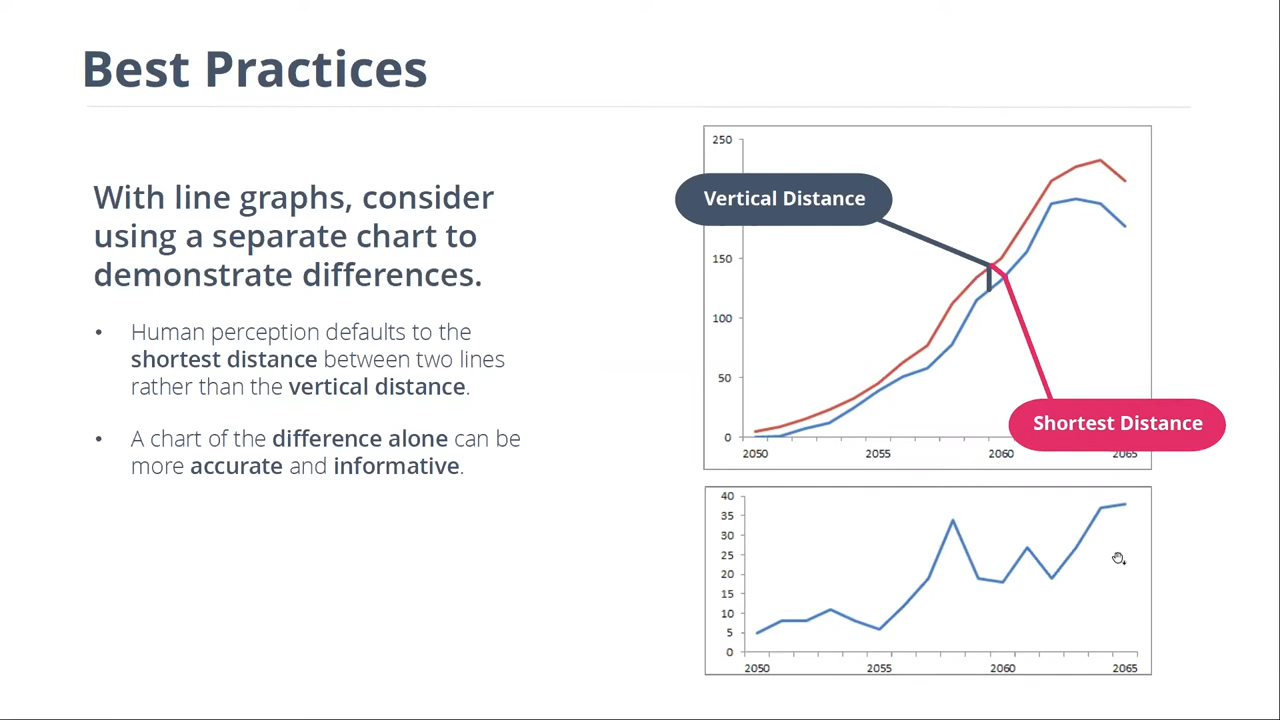 Best Practices
With line graphs, consider
using a separate chart to
demonstrate differences.
• Human perception defaults to the
shortest distance between two lines
rather than the vertical distance.
• A chart of the difference alone can be
more accurate and informative.
250
Vertical Distance
150
100
50
0
Shortest Distance
2050 2055 2060 2065
40
35
30
25
20
15
10
5
0
2050 2055 2060 2065